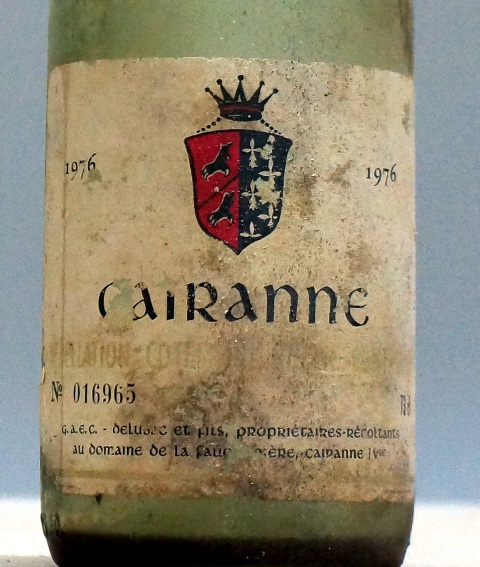 1976
1976
CAIRANNE
Nº 016965
G.A.E.C. - DELUBAC ET FILS, PROPRIÉTAIRES-RÉCOLTANTS
AU DOMAINE DE LA CAIRANNE